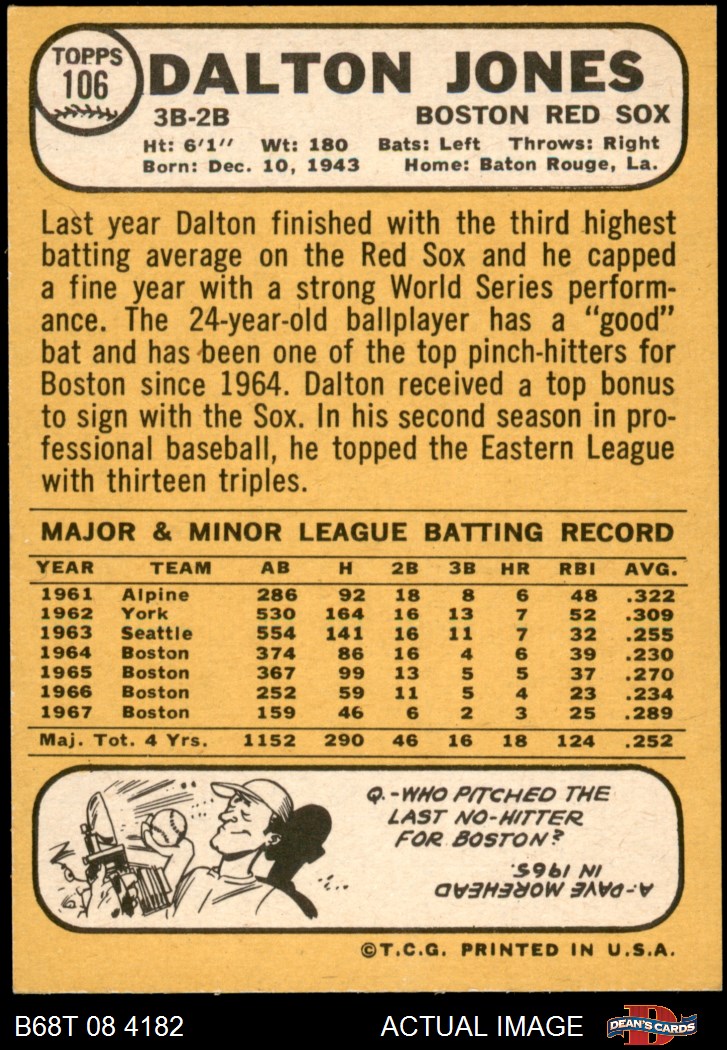 TOPPS
106
DALTON JONES
3B-2B BOSTON RED SOX
Ht: 6'1" Wt: 180 Bats: Left Throws: Right
Born: Dec. 10, 1943 Home: Baton Rouge, La.
Last year Dalton finished with the third highest
batting average on the Red Sox and he capped
a fine year with a strong World Series perform-
ance. The 24-year-old ballplayer has a "good"
bat and has been one of the top pinch-hitters for
Boston since 1964. Dalton received a top bonus
to sign with the Sox. In his second season in pro-
fessional baseball, he topped the Eastern League
with thirteen triples.
MAJOR & MINOR LEAGUE BATTING RECORD
YEAR TEAM AB H 2B 3B HR RBI AVG.
1961 Alpine 286 92 18 8 6 48 .322
1962 York 530 164 16 13 7 52 .309
1963 Seattle 554 141 16 11 7 32 .255
1964 Boston 374 86 16 4 6 39 .230
1965 Boston 367 99 13 5 5 37 .270
1966 Boston 252 59 11 5 4 23 .234
1967 Boston 159 46 6 2 3 25 .289
Maj. Tot. 4 Yrs. 1152 290 46 16 18 124 .252
Q.-WHO PITCHED THE
LAST NO-HITTER
FOR BOSTON?
A-DAVE MOREHEAD
IN 1965.
©T.C.G. PRINTED IN U.S.A.
B68T 08 4182 ACTUAL IMAGE
D
DEAN'S CARDS